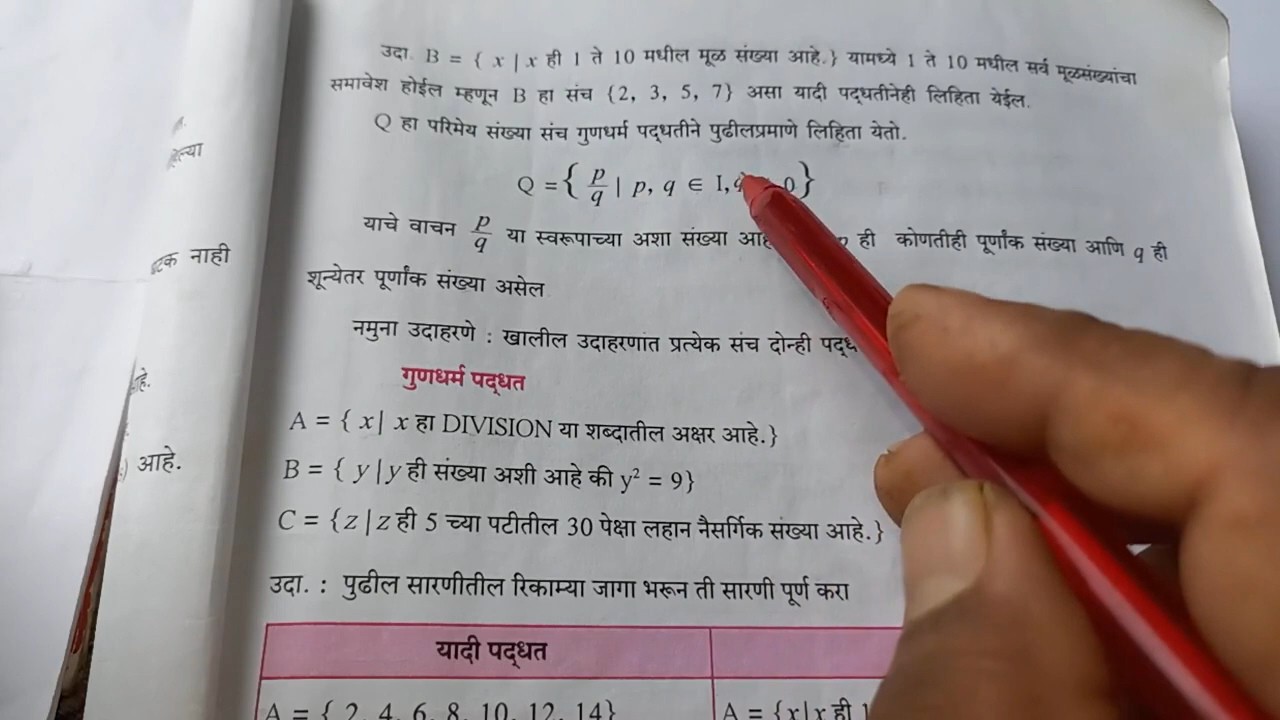 उदा. B = { x | x ही 1 ते 10 मधील मूळ संख्या आहे.} यामध्ये 1 ते 10 मधील सर्व मूळसंख्यांचा
समावेश होईल म्हणून B हा संच {2, 3, 5, 7} असा यादी पद्धतीनेही लिहिता येईल.
Q हा परिमेय संख्या संच गुणधर्म पद्धतीने पुढीलप्रमाणे लिहिता येतो.
Q = { p/q | p, q ∈ I, q 0 }
याचे वाचन p/q या स्वरूपाच्या अशा संख्या ही कोणतीही पूर्णांक संख्या आणि q ही
शून्येतर पूर्णांक संख्या असेल
नमुना उदाहरणे : खालील उदाहरणांत प्रत्येक संच दोन्ही
गुणधर्म पद्धत
A = { x | x हा DIVISION या शब्दातील अक्षर आहे.}
B = { y | y ही संख्या अशी आहे की y² = 9}
C = {z | z ही 5 च्या पटीतील 30 पेक्षा लहान नैसर्गिक संख्या आहे.}
उदा. : पुढील सारणीतील रिकाम्या जागा भरून ती सारणी पूर्ण करा
यादी पद्धत
A = { 2, 4, 6, 8, 10, 12, 14} A = {x | x ही
नाही
आहे.